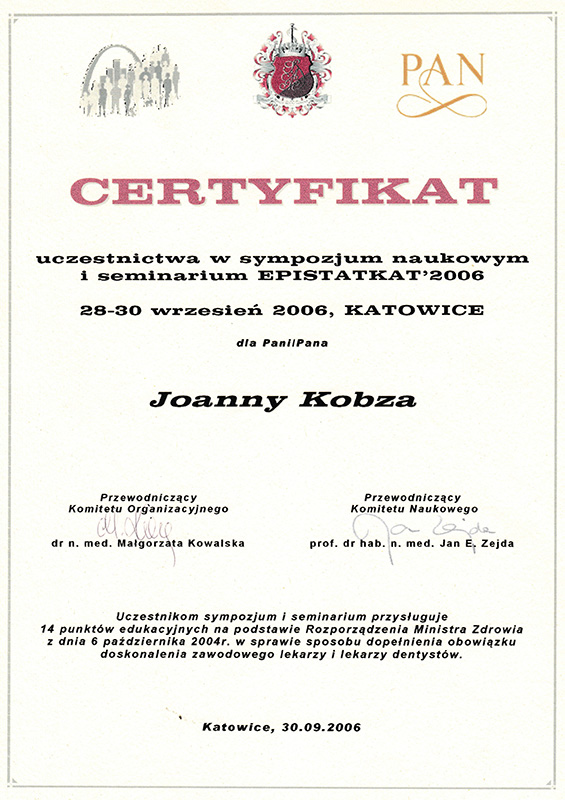 PAN
CERTYFIKAT
uczestnictwa w sympozjum naukowym
i seminarium EPISTATKAT'2006
28-30 wrzesień 2006, KATOWICE
dla Pani/Pana
Joanny Kobza
Przewodniczący
Komitetu Organizacyjnego
dr n. med. Małgorzata Kowalska
Przewodniczący
Komitetu Naukowego
Jan Zejda
prof. dr hab. n. med. Jan E. Zejda
Uczestnikom sympozjum i seminarium przysługuje
14 punktów edukacyjnych na podstawie Rozporządzenia Ministra Zdrowia
z dnia 6 października 2004r. w sprawie sposobu dopełnienia obowiązku
doskonalenia zawodowego lekarzy i lekarzy dentystów.
Katowice, 30.09.2006